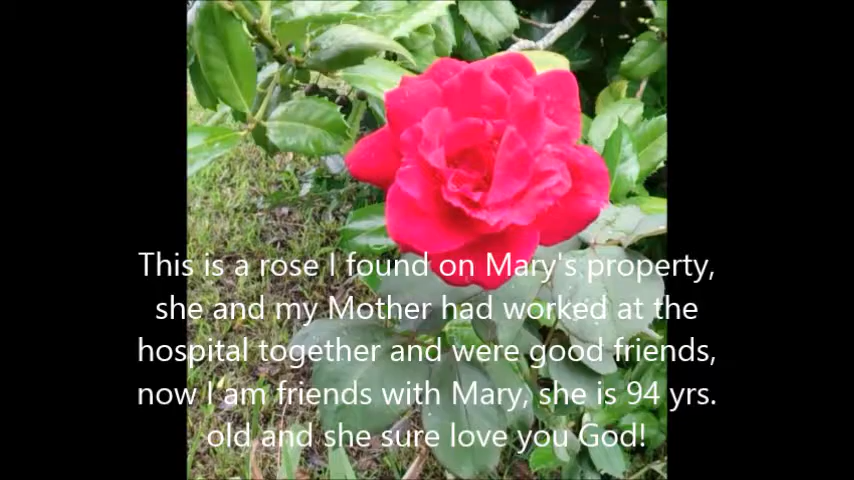 This is a rose I found on Mary's property,
she and my Mother had worked at the
hospital together and were good friends,
now I am friends with Mary, she is 94 yrs.
old and she sure love you God!